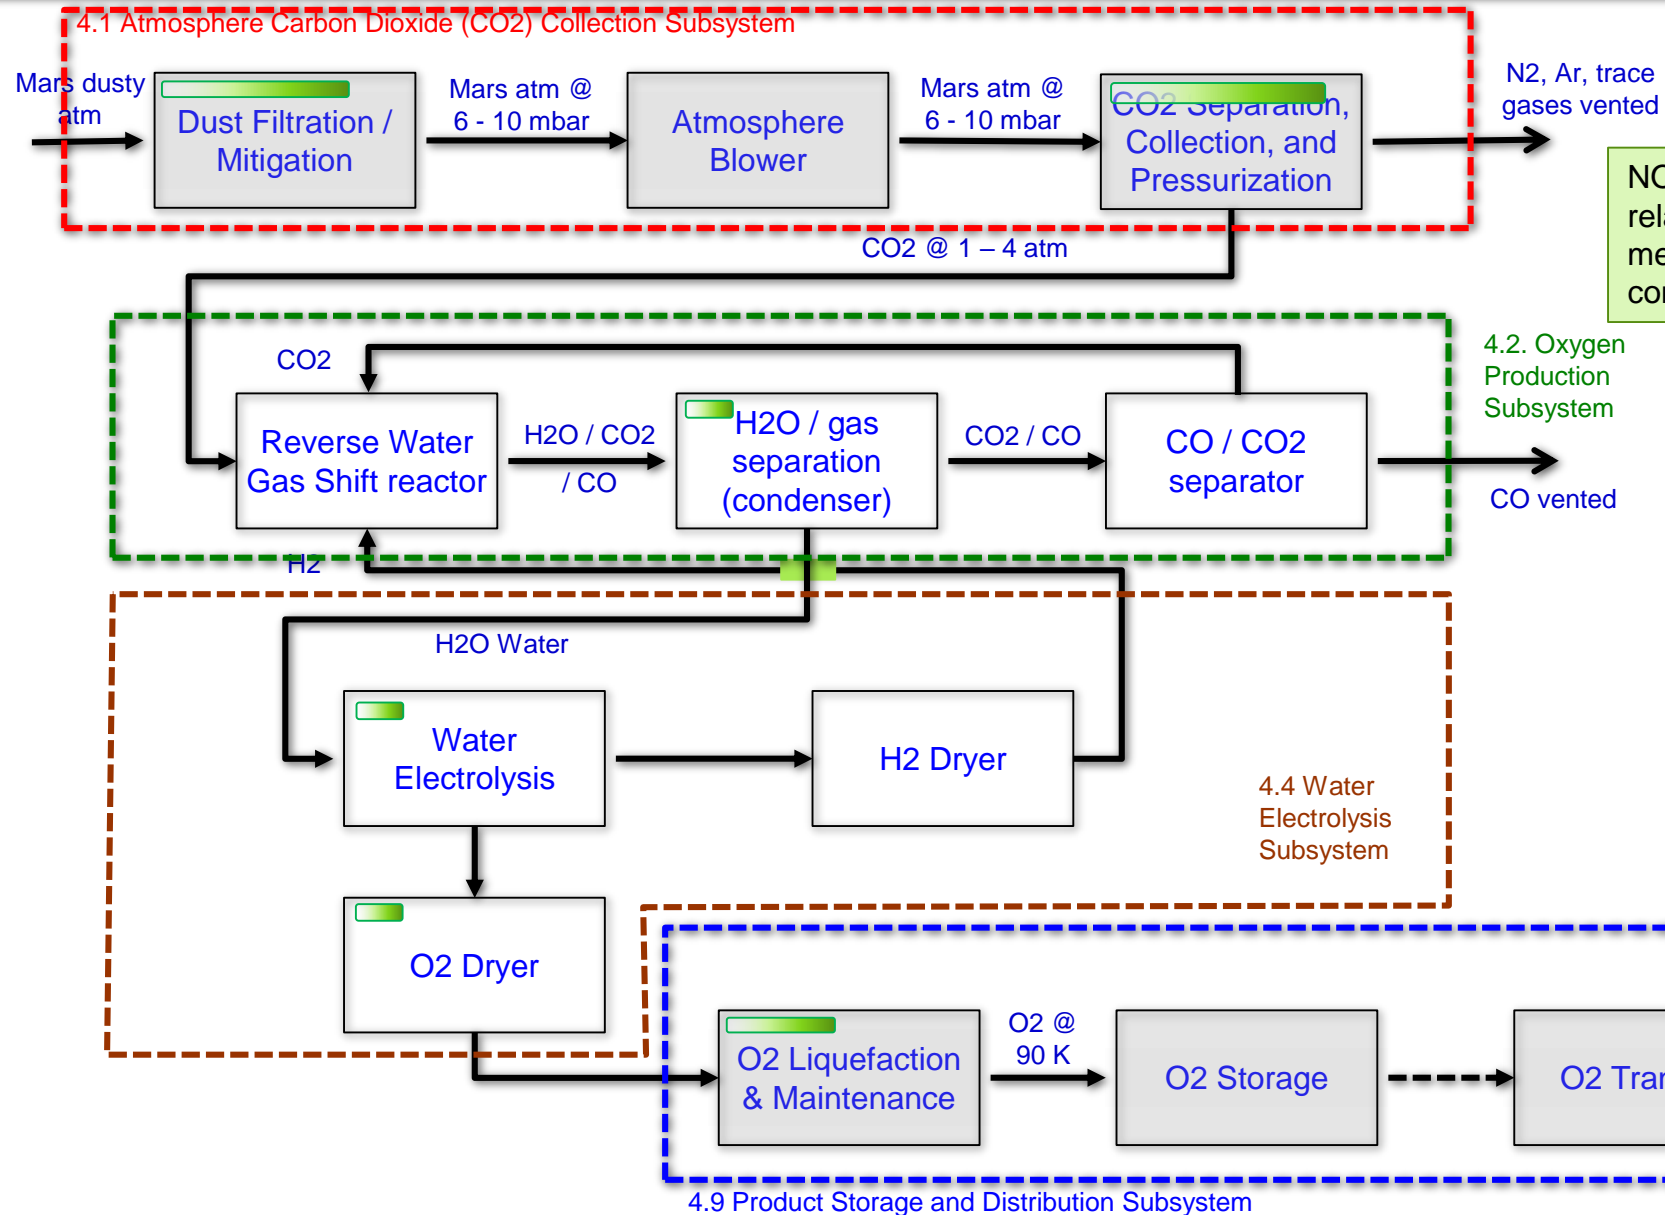 4.1 Atmosphere Carbon Dioxide (CO2) Collection Subsystem
Mars dusty
atm
Dust Filtration /
Mitigation
Mars atm @
6 - 10 mbar
Atmosphere
Blower
Mars atm @
6 - 10 mbar
CO2 Separation,
Collection, and
Pressurization
N2, Ar, trace
gases vented
CO2 @ 1 – 4 atm
4.2. Oxygen
Production
Subsystem
CO2
Reverse Water
Gas Shift reactor
H2O / CO2
/ CO
H2O / gas
separation
(condenser)
CO2 / CO
CO / CO2
separator
CO vented
H2
H2O Water
Water
Electrolysis
H2 Dryer
4.4 Water
Electrolysis
Subsystem
O2 Dryer
O2 Liquefaction
& Maintenance
O2 @
90 K
O2 Storage
O2
4.9 Product Storage and Distribution Subsystem